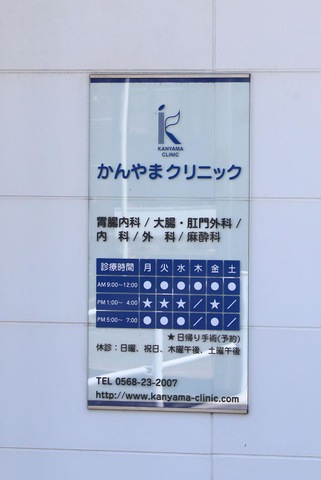 KANYAMA
CLINIC
かんやまクリニック
胃腸内科/大腸・肛門外科/
内 科/外 科/麻酔科
診療時間 月 火 水 木 金 土
AM 9:00〜12:00 ● ● ● ● ● ●
PM 1:00〜 4:00 ★ ★ ★ / ★ /
PM 5:00〜 7:00 ● ● ● / ● /
★日帰り手術(予約)
休診:日曜、祝日、木曜午後、土曜午後
TEL 0568-23-2007
http://www.kanyama-clinic.com/